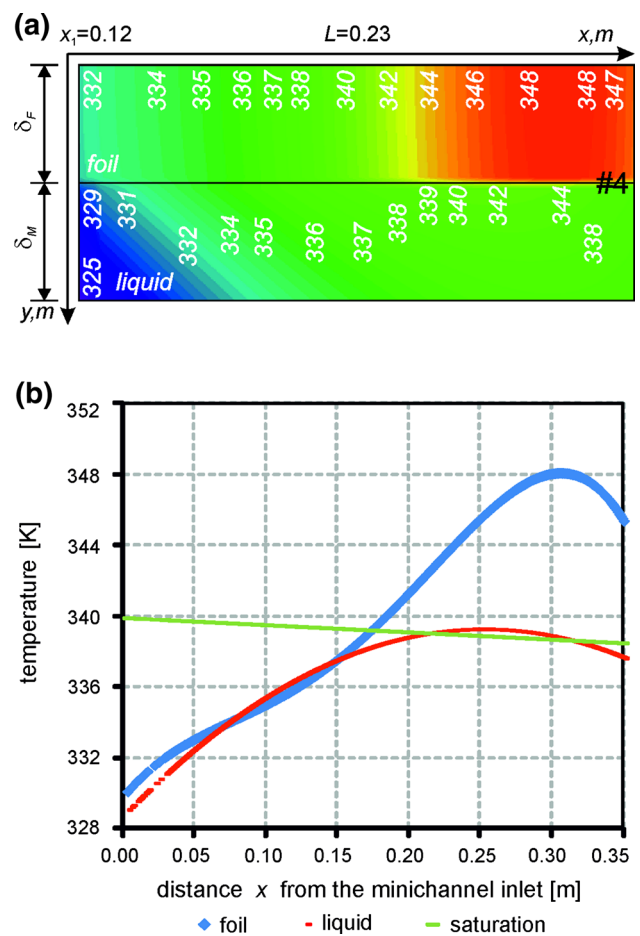 (a)
x₁=0.12 L=0.23 x,m
332 334 335 336 337 338 340 342 344 346 348 348 347
δF
foil
#4
329 331 339 340 342 344
δM
332 334 335 336 337 338 338
325
liquid
y,m
(b)
352
348
344
340
336
332
328
temperature [K]
0.00 0.05 0.10 0.15 0.20 0.25 0.30 0.35
distance x from the minichannel inlet [m]
foil liquid saturation